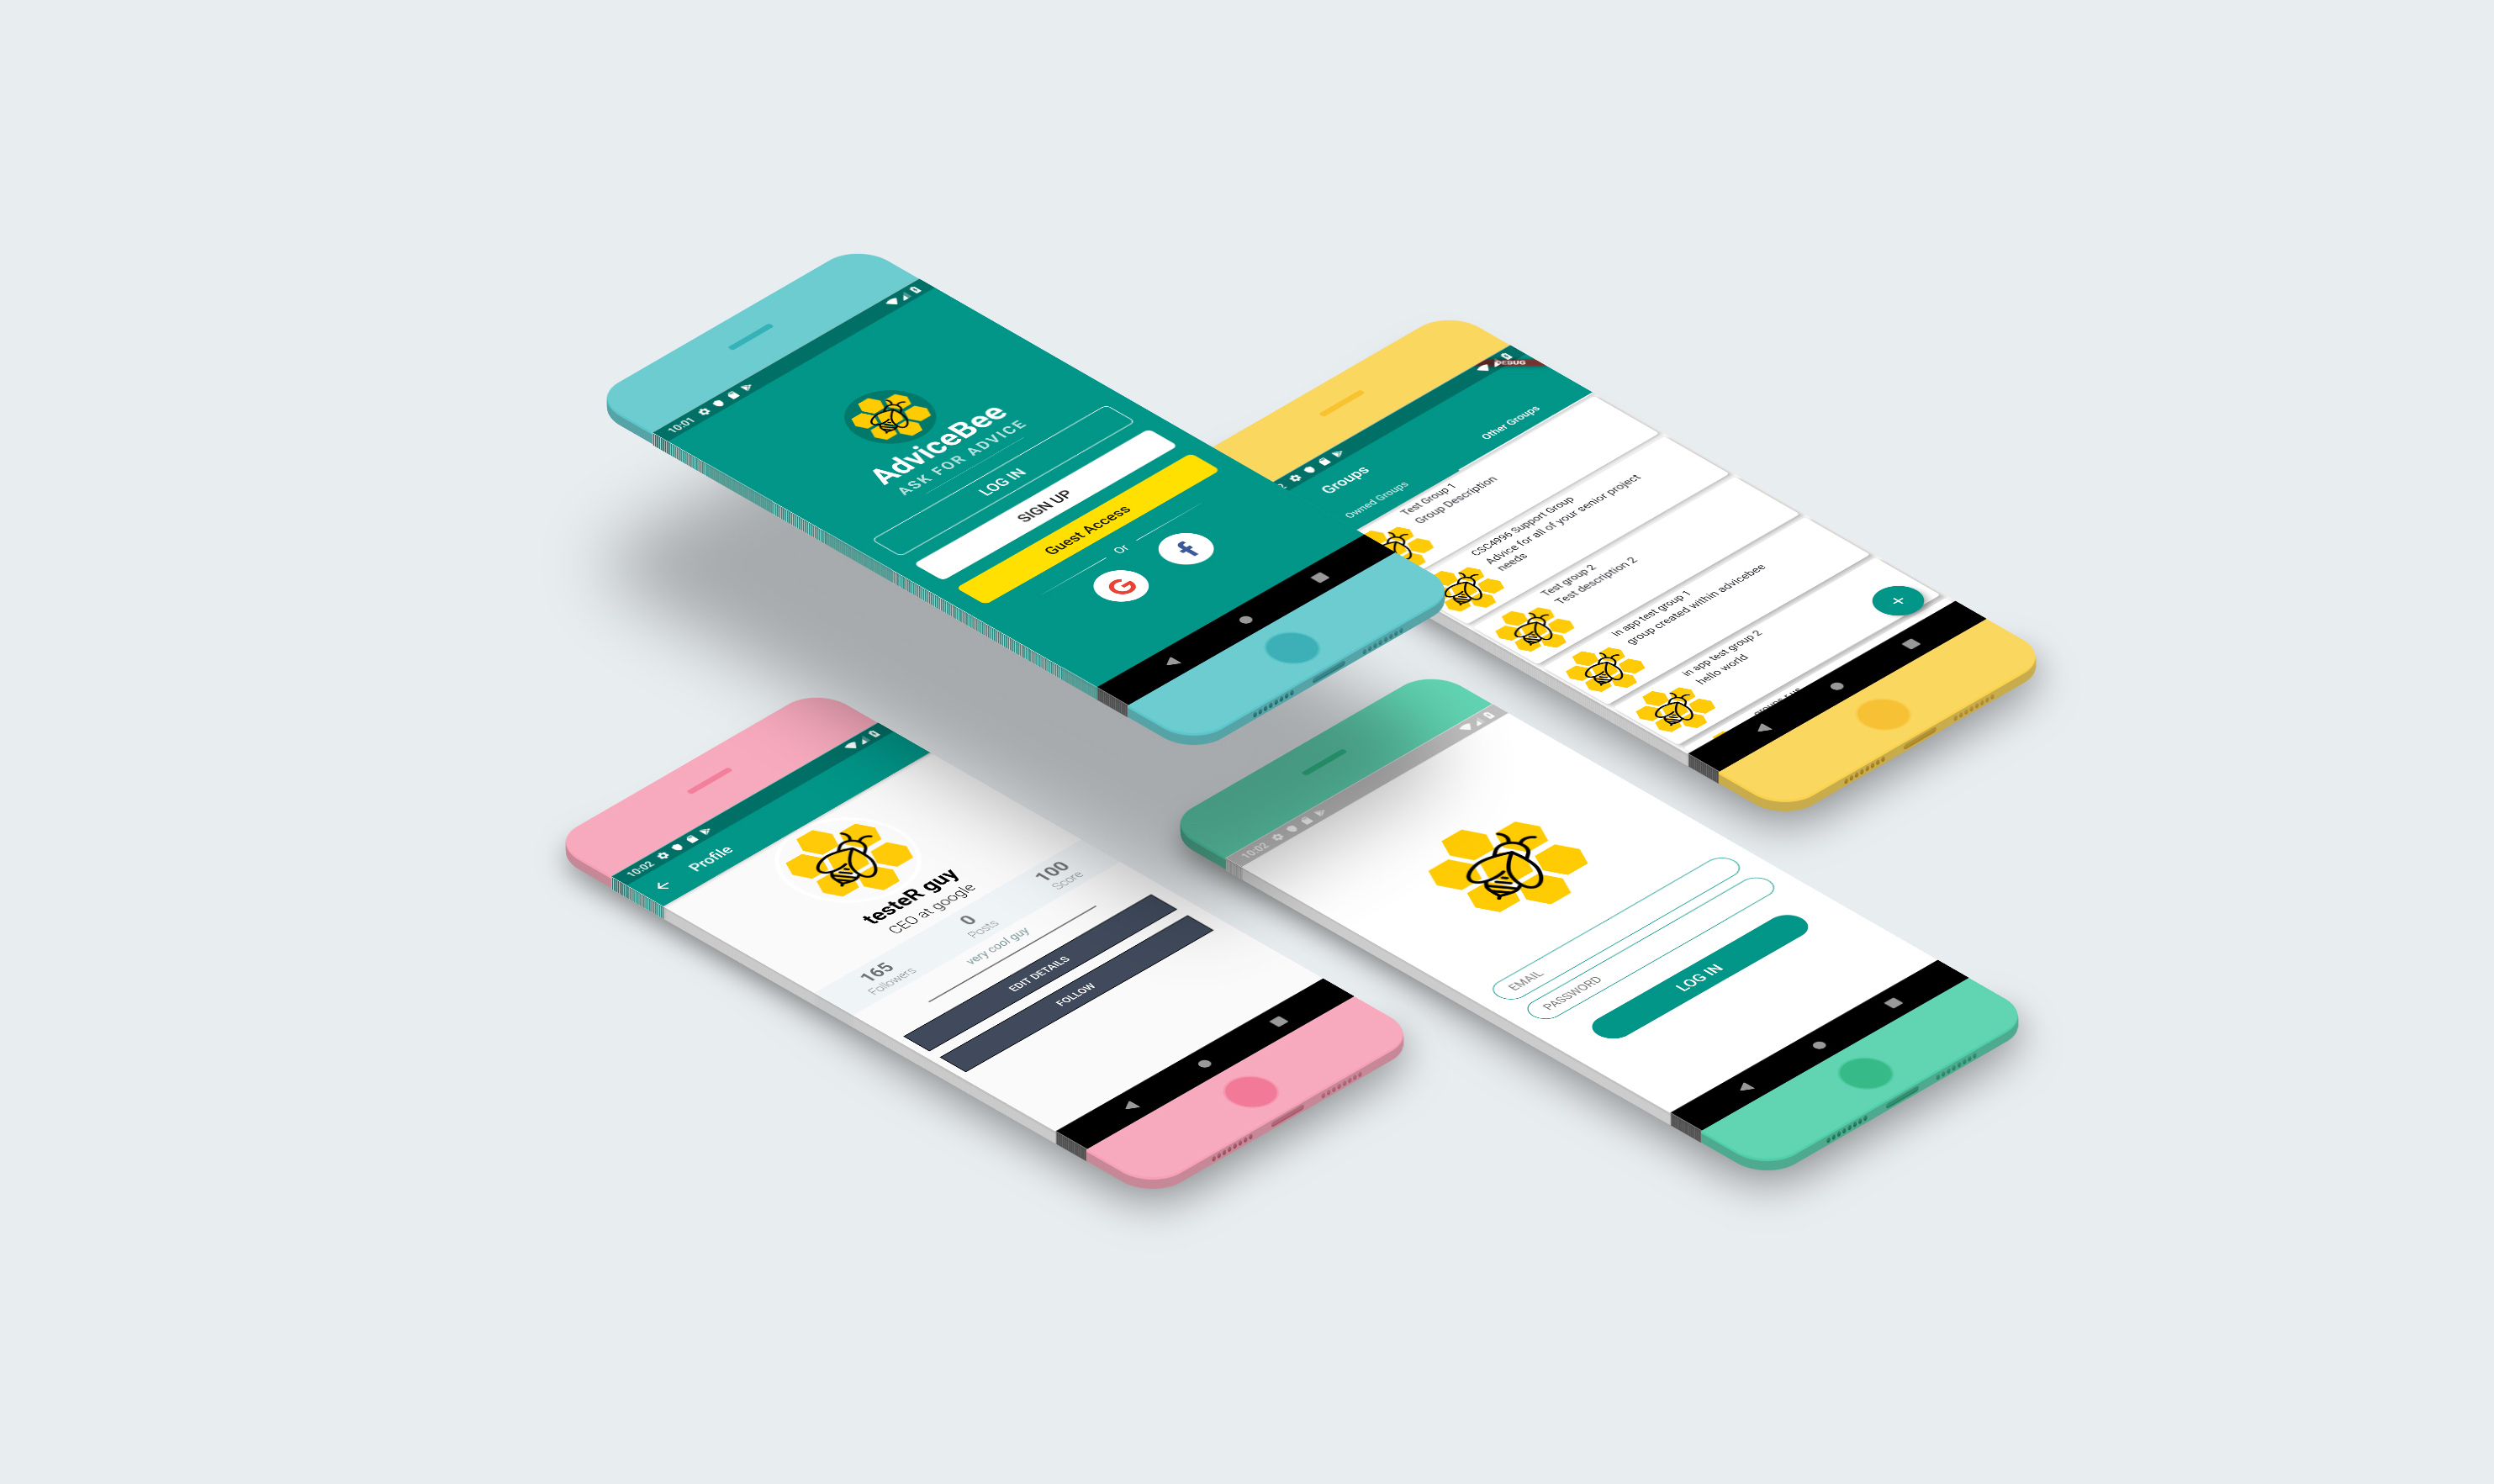 10:01
AdviceBee
ASK FOR ADVICE
LOG IN
SIGN UP
Guest Access
Or
G
f
2
DEBUG
Groups
Owned Groups
Other Groups
Test Group 1
Group Description
CSC4996 Support Group
Advice for all of your senior project
needs
Test group 2
Test description 2
in app test group 1
group created within advicebee
in app test group 2
hello world
10:02
Profile
testeR guy
CEO at google
165
Followers
0
Posts
100
Score
very cool guy
EDIT DETAILS
FOLLOW
10:02
EMAIL
PASSWORD
LOG IN